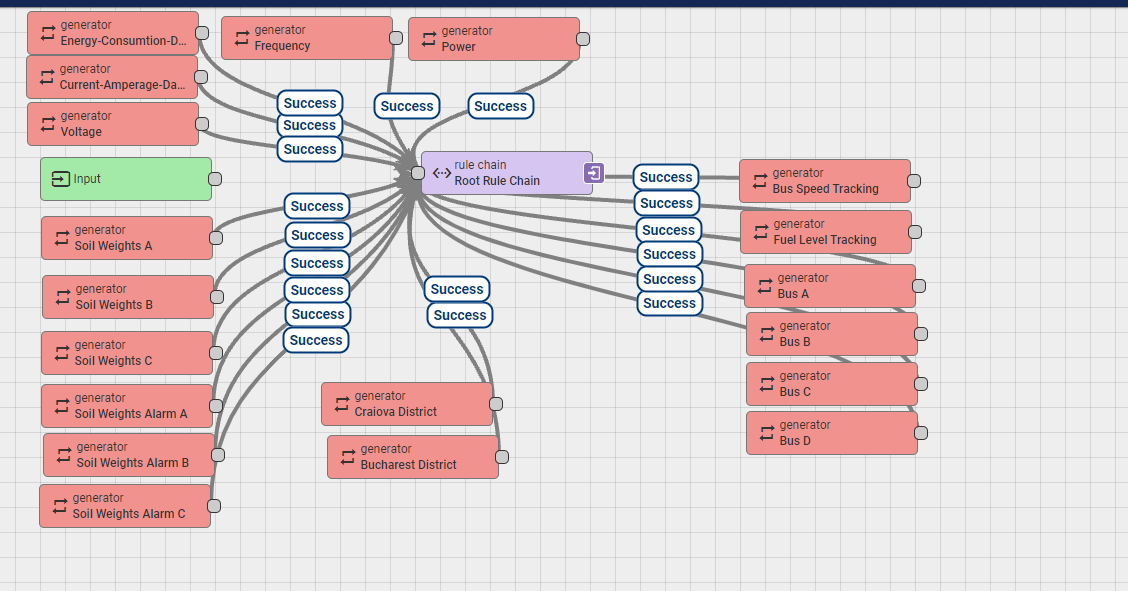 generator
Energy-Consumtion-D...
generator
Frequency
generator
Power
generator
Current-Amperage-Da...
generator
Voltage
Success
Success
Success
Success
Success
Input
rule chain
Root Rule Chain
generator
Soil Weights A
generator
Soil Weights B
generator
Soil Weights C
generator
Soil Weights Alarm A
generator
Soil Weights Alarm B
generator
Soil Weights Alarm C
Success
Success
Success
Success
Success
Success
Success
Success
generator
Craiova District
generator
Bucharest District
Success
Success
Success
Success
Success
Success
generator
Bus Speed Tracking
generator
Fuel Level Tracking
generator
Bus A
generator
Bus B
generator
Bus C
generator
Bus D